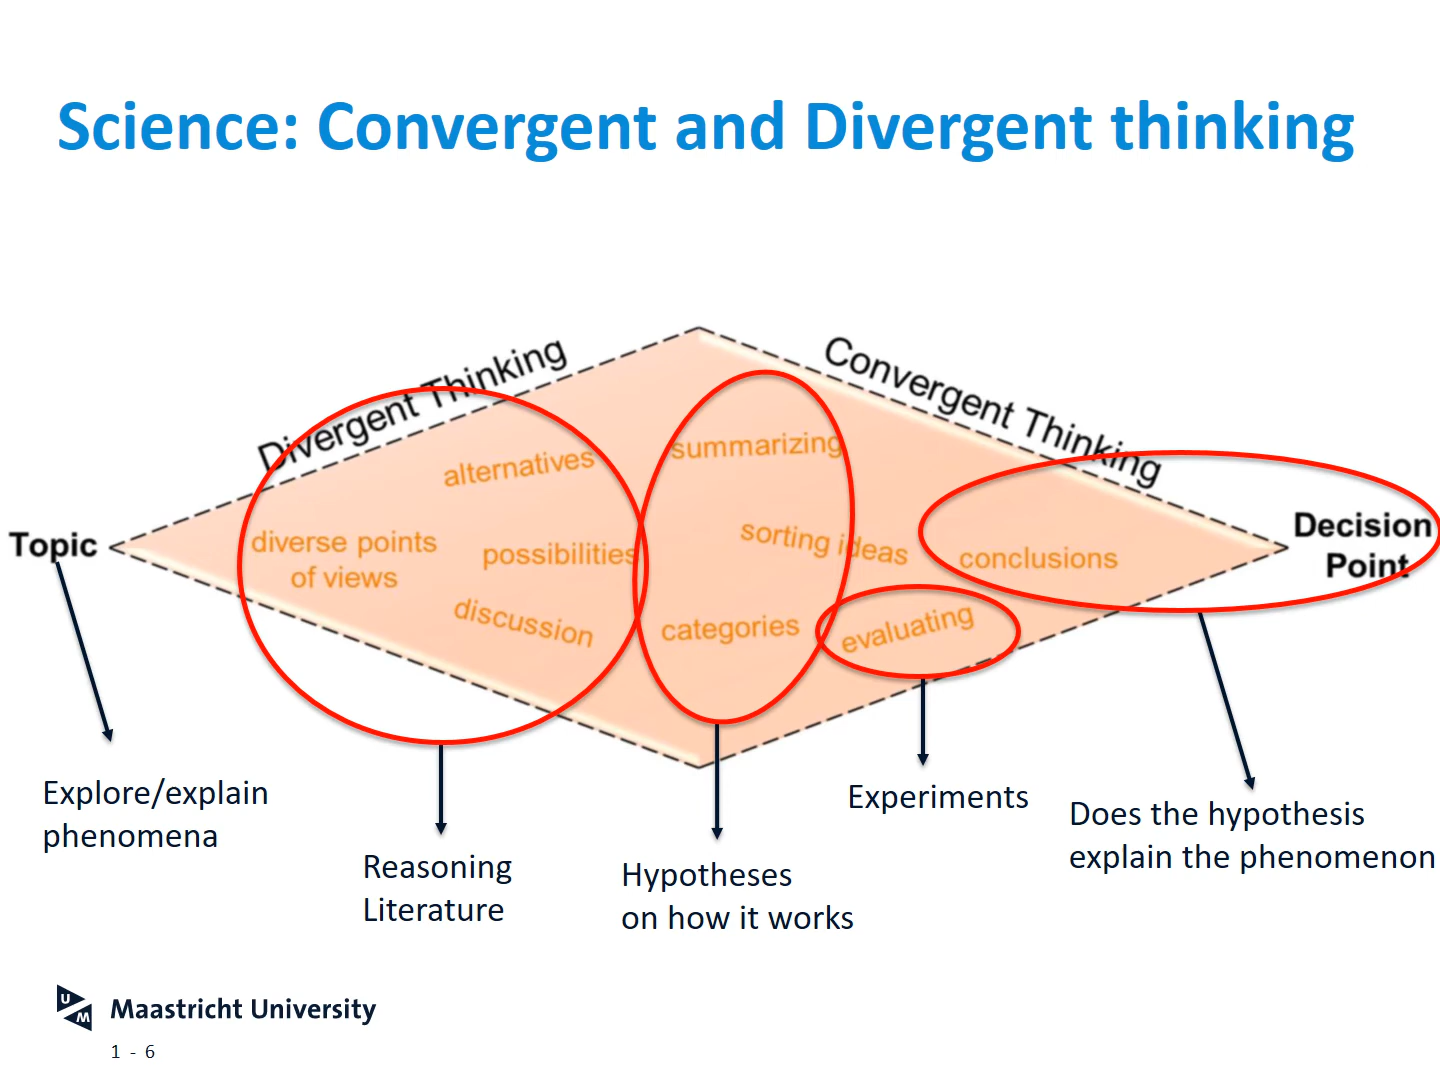 Science: Convergent and Divergent thinking
Divergent Thinking
Convergent Thinking
Topic
alternatives
diverse points
of views
possibilities
discussion
summarizing
sorting ideas
categories
evaluating
conclusions
Decision
Point
Explore/explain
phenomena
Reasoning
Literature
Hypotheses
on how it works
Experiments
Does the hypothesis
explain the phenomenon
UM Maastricht University
1 - 6